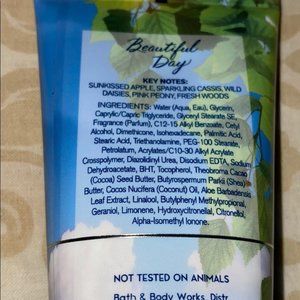 Beautiful
Day
KEY NOTES:
SUNKISSED APPLE, SPARKLING CASSIS, WILD
DAISIES, PINK PEONY, FRESH WOODS
INGREDIENTS: Water (Aqua, Eau), Glycerin,
Caprylic/Capric Triglyceride, Glyceryl Stearate SE,
Fragrance (Parfum), C12-15 Alkyl Benzoate, Cetyl
Alcohol, Dimethicone, Isohexadecane, Palmitic Acid,
Stearic Acid, Triethanolamine, PEG-100 Stearate,
Petrolatum, Acrylates/C10-30 Alkyl Acrylate
Crosspolymer, Diazolidinyl Urea, Disodium EDTA, Sodium
Dehydroacetate, BHT, Tocopherol, Theobroma Cacao
(Cocoa) Seed Butter, Butyrospermum Parkii (Shea)
Butter, Cocos Nucifera (Coconut) Oil, Aloe Barbadensis
Leaf Extract, Linalool, Butylphenyl Methylpropional,
Geraniol, Limonene, Hydroxycitronellal, Citronellol,
Alpha-Isomethyl Ionone.
NOT TESTED ON ANIMALS
Bath & Body Works, Distr.